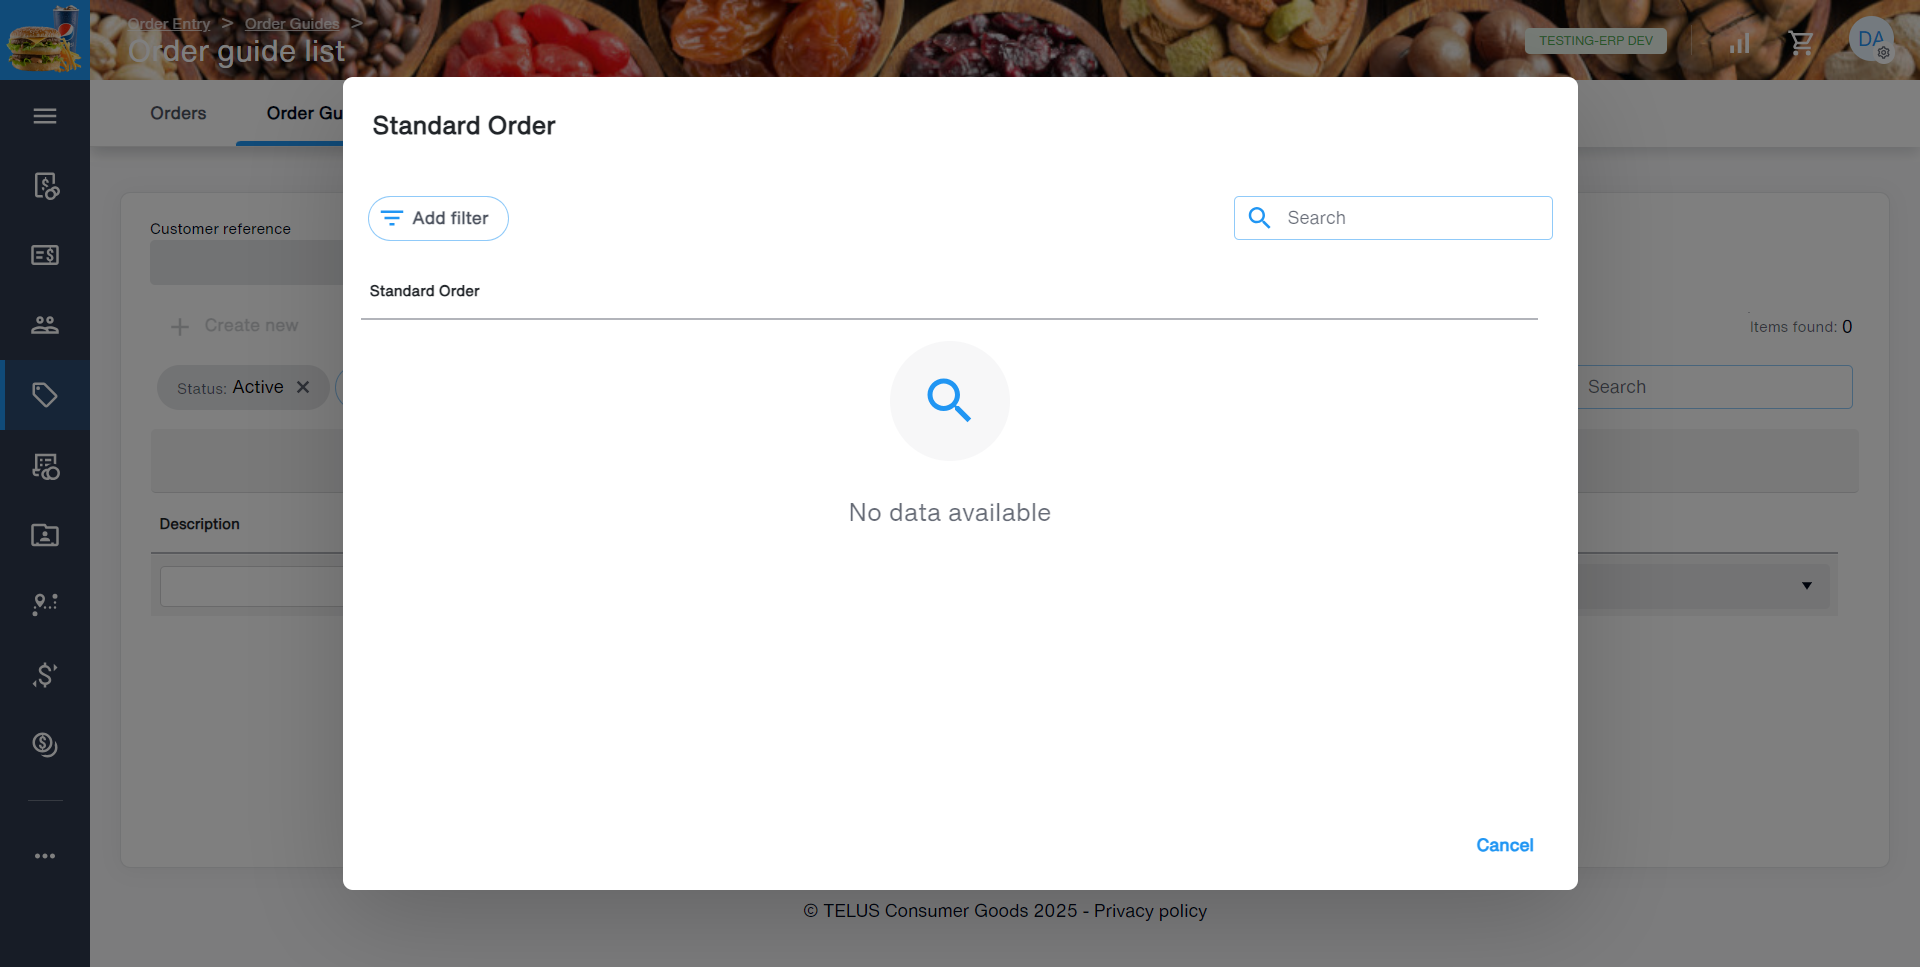 Order Entry > Order Guides >
Order guide list
TESTING-ERP DEV
DA
Orders
Order Gu
Standard Order
Add filter
Search
Customer reference
Standard Order
Create new
Items found: 0
Status: Active
Search
No data available
Description
Cancel
© TELUS Consumer Goods 2025 - Privacy policy